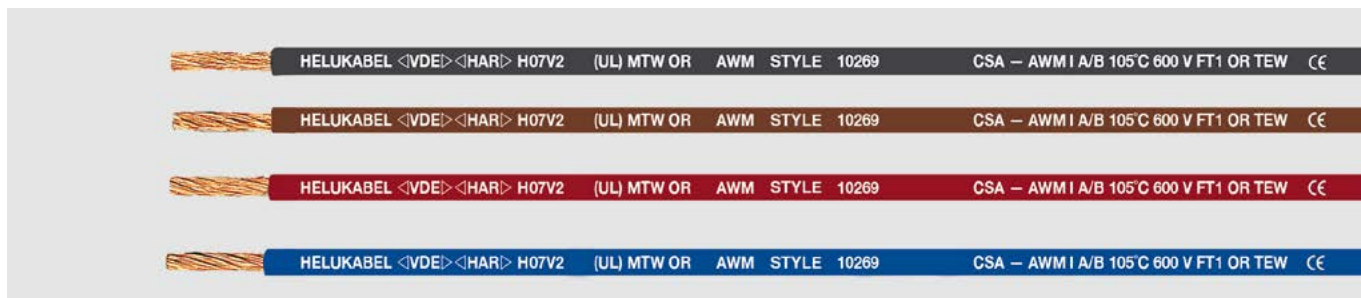 HELUKABEL ◁VDE▷ ◁HAR▷ H07V2 (UL) MTW OR AWM STYLE 10269 CSA — AWM I A/B 105°C 600 V FT1 OR TEW CE
HELUKABEL ◁VDE▷ ◁HAR▷ H07V2 (UL) MTW OR AWM STYLE 10269 CSA — AWM I A/B 105°C 600 V FT1 OR TEW CE
HELUKABEL ◁VDE▷ ◁HAR▷ H07V2 (UL) MTW OR AWM STYLE 10269 CSA — AWM I A/B 105°C 600 V FT1 OR TEW CE
HELUKABEL ◁VDE▷ ◁HAR▷ H07V2 (UL) MTW OR AWM STYLE 10269 CSA — AWM I A/B 105°C 600 V FT1 OR TEW CE